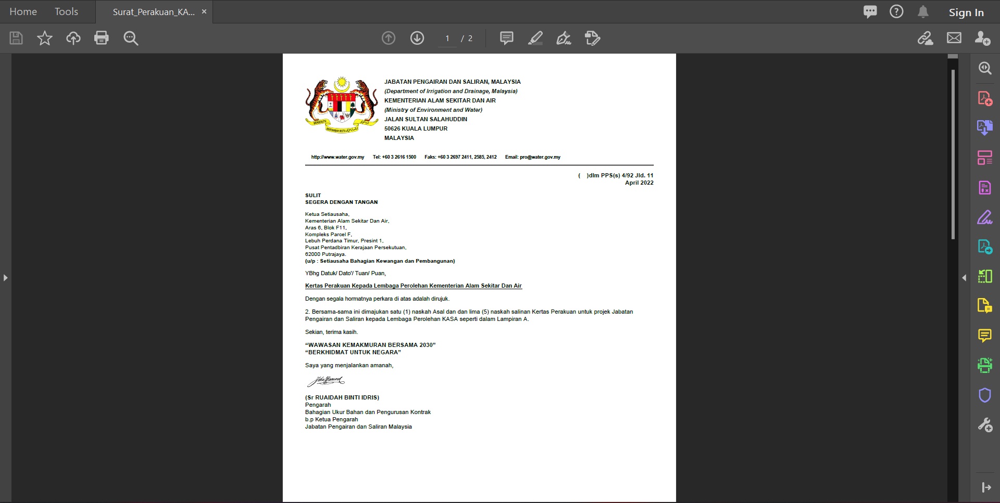 Home Tools Surat_Perakuan_KA... × Sign In
1 / 2
JABATAN PENGAIRAN DAN SALIRAN, MALAYSIA
(Department of Irrigation and Drainage, Malaysia)
KEMENTERIAN ALAM SEKITAR DAN AIR
(Ministry of Environment and Water)
JALAN SULTAN SALAHUDDIN
50626 KUALA LUMPUR
MALAYSIA
BERSEKUTU
BERTAMBAH MUTU
http://www.water.gov.my Tel: +60 3 2616 1500 Faks: +60 3 2697 2411, 2585, 2412 Email: pro@water.gov.my
( )dlm PPS(s) 4/92 Jld. 11
April 2022
SULIT
SEGERA DENGAN TANGAN
Ketua Setiausaha,
Kementerian Alam Sekitar Dan Air,
Aras 6, Blok F11,
Kompleks Parcel F,
Lebuh Perdana Timur, Presint 1,
Pusat Pentadbiran Kerajaan Persekutuan,
62000 Putrajaya.
(u/p : Setiausaha Bahagian Kewangan dan Pembangunan)
YBhg Datuk/ Dato'/ Tuan/ Puan,
Kertas Perakuan Kepada Lembaga Perolehan Kementerian Alam Sekitar Dan Air
Dengan segala hormatnya perkara di atas adalah dirujuk.
2. Bersama-sama ini dimajukan satu (1) naskah Asal dan dan lima (5) naskah salinan Kertas Perakuan untuk projek Jabatan
Pengairan dan Saliran kepada Lembaga Perolehan KASA seperti dalam Lampiran A.
Sekian, terima kasih.
“WAWASAN KEMAKMURAN BERSAMA 2030”
“BERKHIDMAT UNTUK NEGARA”
Saya yang menjalankan amanah,
John Hancock
(Sr RUAIDAH BINTI IDRIS)
Pengarah
Bahagian Ukur Bahan dan Pengurusan Kontrak
b.p Ketua Pengarah
Jabatan Pengairan dan Saliran Malaysia